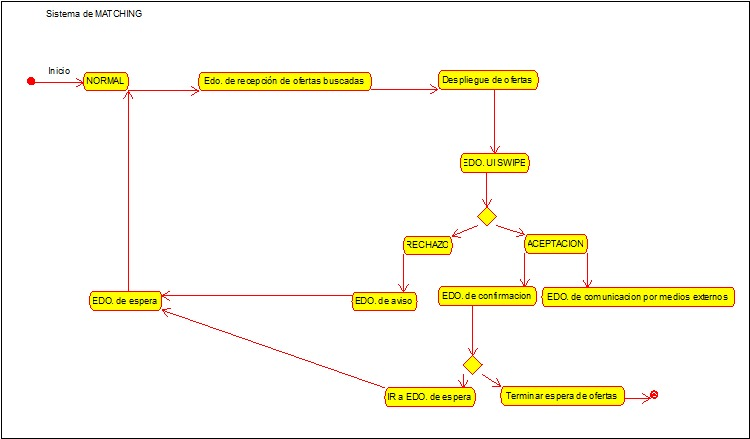 Sistema de MATCHING
Inicio
NORMAL
Edo. de recepción de ofertas buscadas
Despliegue de ofertas
EDO. UI SWIPE
RECHAZO
ACEPTACION
EDO. de espera
EDO. de aviso
EDO. de confirmacion
EDO. de comunicacion por medios externos
IR a EDO. de espera
Terminar espera de ofertas